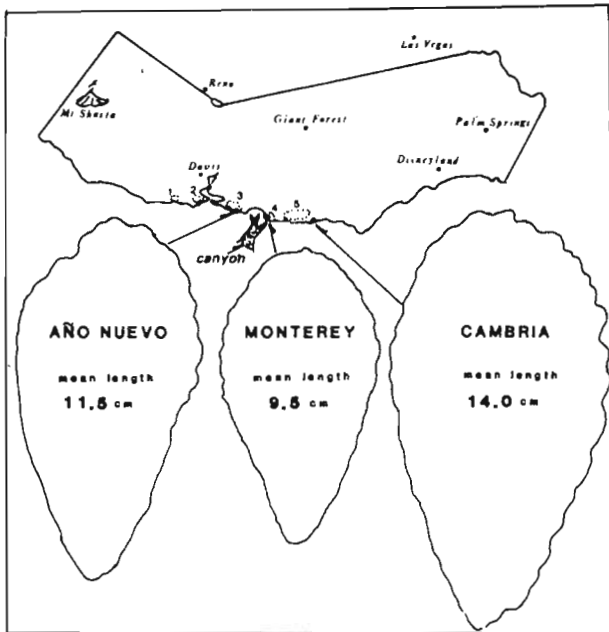 Las Vegas
Reno
Mt Shasta
Giant Forest
Palm Springs
Davis
Disneyland
1
2
3
4
5
canyon
AÑO NUEVO
mean length
11.5 cm
MONTEREY
mean length
9.5 cm
CAMBRIA
mean length
14.0 cm